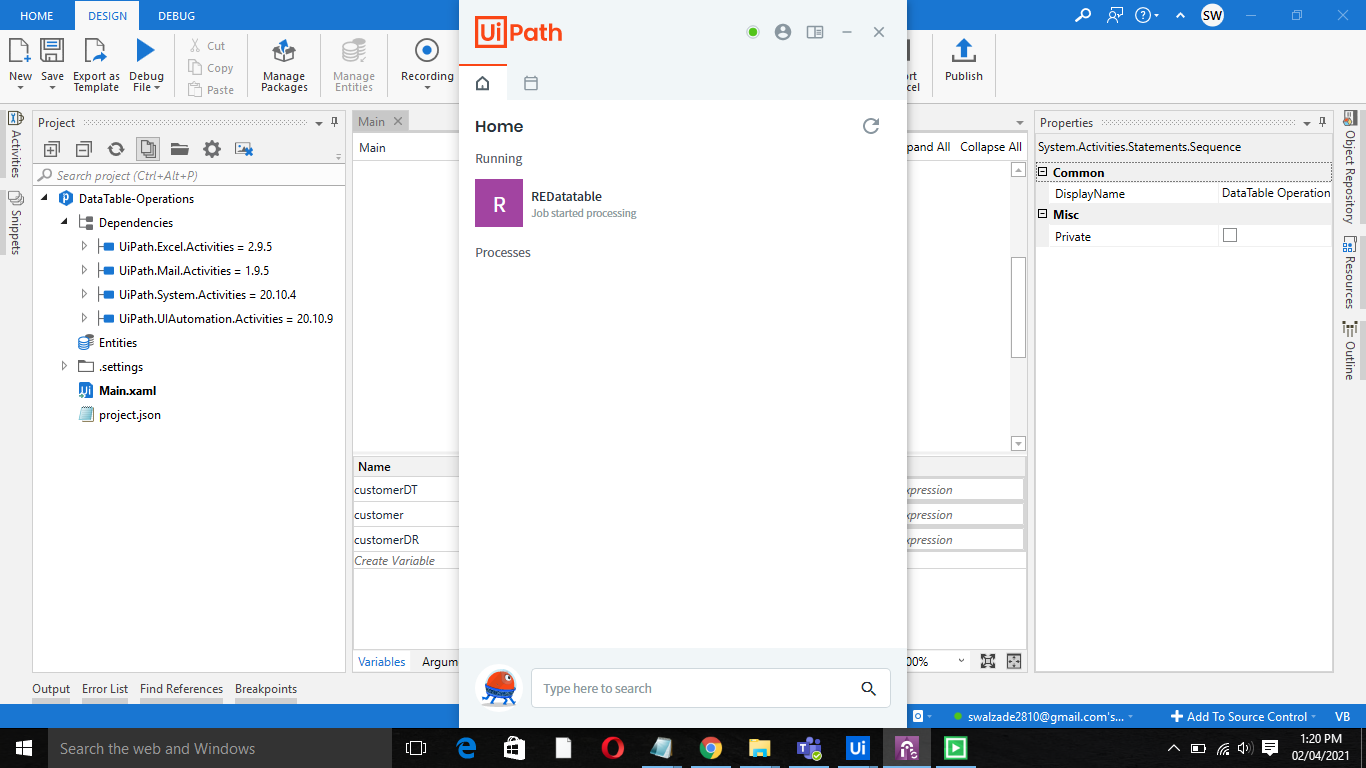 HOME
DESIGN
DEBUG
UiPath
SW
New
Save
Export as Template
Debug File
Cut
Copy
Paste
Manage Packages
Manage Entities
Recording
Publish
Project
Search project (Ctrl+Alt+P)
DataTable-Operations
Dependencies
UiPath.Excel.Activities = 2.9.5
UiPath.Mail.Activities = 1.9.5
UiPath.System.Activities = 20.10.4
UiPath.UIAutomation.Activities = 20.10.9
Entities
.settings
Main.xaml
project.json
Activities
Snippets
Main
Main
Home
Running
R
REDatatable
Job started processing
Processes
Type here to search
pand All
Collapse All
Name
customerDT
customer
customerDR
Create Variable
xpression
xpression
xpression
Variables
Argum
00%
Properties
System.Activities.Statements.Sequence
Common
DisplayName
DataTable Operation
Misc
Private
Object Repository
Resources
Outline
Output
Error List
Find References
Breakpoints
swalzade2810@gmail.com's...
Add To Source Control
VB
Search the web and Windows
Ui
1:20 PM
02/04/2021